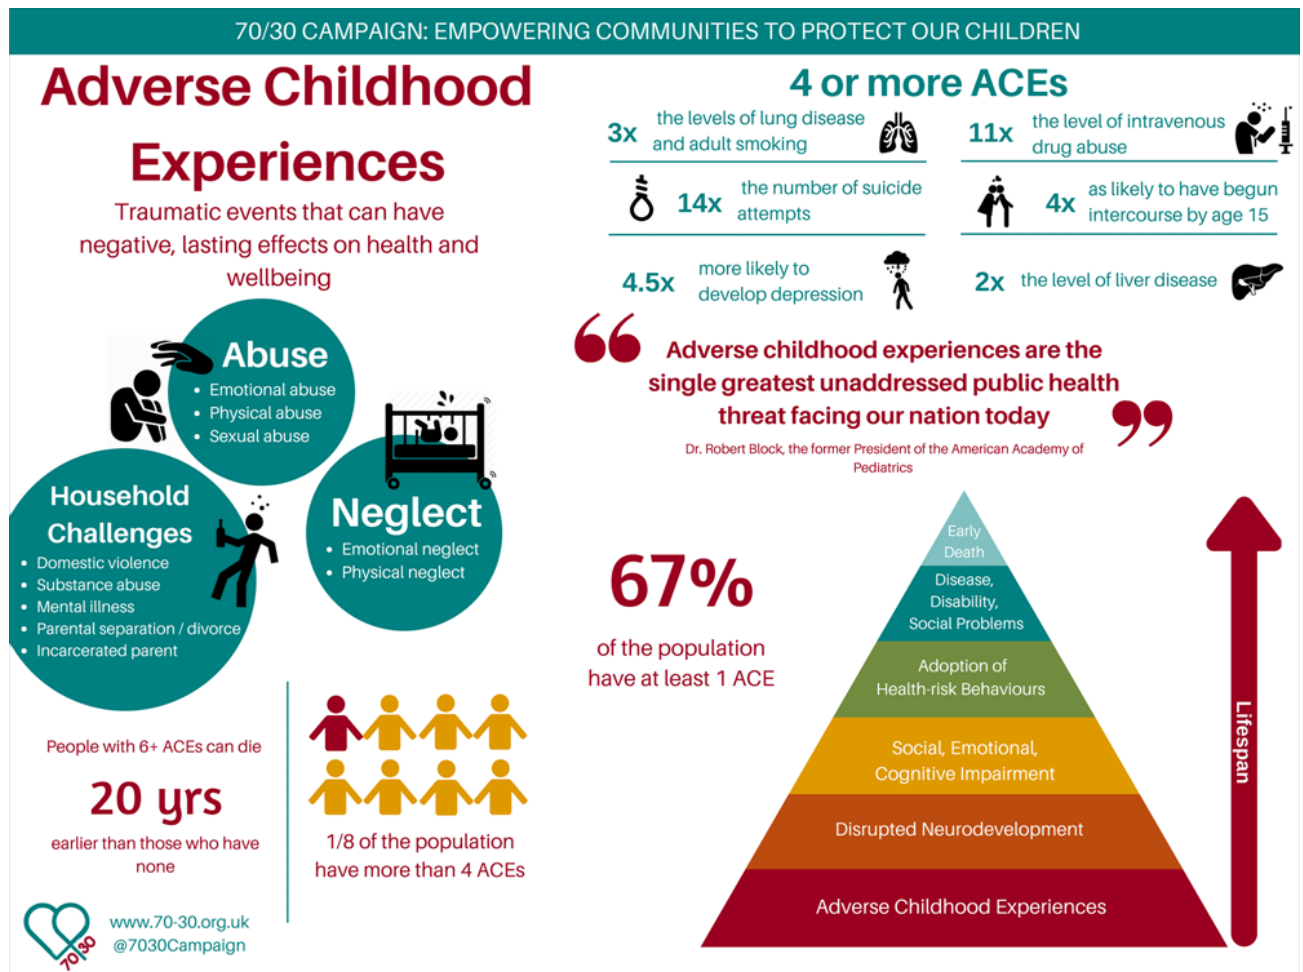 70/30 CAMPAIGN: EMPOWERING COMMUNITIES TO PROTECT OUR CHILDREN
Adverse Childhood
Experiences
Traumatic events that can have
negative, lasting effects on health and
wellbeing
Abuse
• Emotional abuse
• Physical abuse
• Sexual abuse
Household
Challenges
• Domestic violence
• Substance abuse
• Mental illness
• Parental separation / divorce
• Incarcerated parent
Neglect
• Emotional neglect
• Physical neglect
People with 6+ ACEs can die
20 yrs
earlier than those who have
none
1/8 of the population
have more than 4 ACEs
www.70-30.org.uk
@7030Campaign
70/30
4 or more ACEs
3x
the levels of lung disease
and adult smoking
11x
the level of intravenous
drug abuse
14x
the number of suicide
attempts
4x
as likely to have begun
intercourse by age 15
4.5x
more likely to
develop depression
2x
the level of liver disease
“
Adverse childhood experiences are the
single greatest unaddressed public health
threat facing our nation today
”
Dr. Robert Block, the former President of the American Academy of
Pediatrics
67%
of the population
have at least 1 ACE
Early
Death
Disease,
Disability,
Social Problems
Adoption of
Health-risk Behaviours
Social, Emotional,
Cognitive Impairment
Disrupted Neurodevelopment
Adverse Childhood Experiences
Lifespan